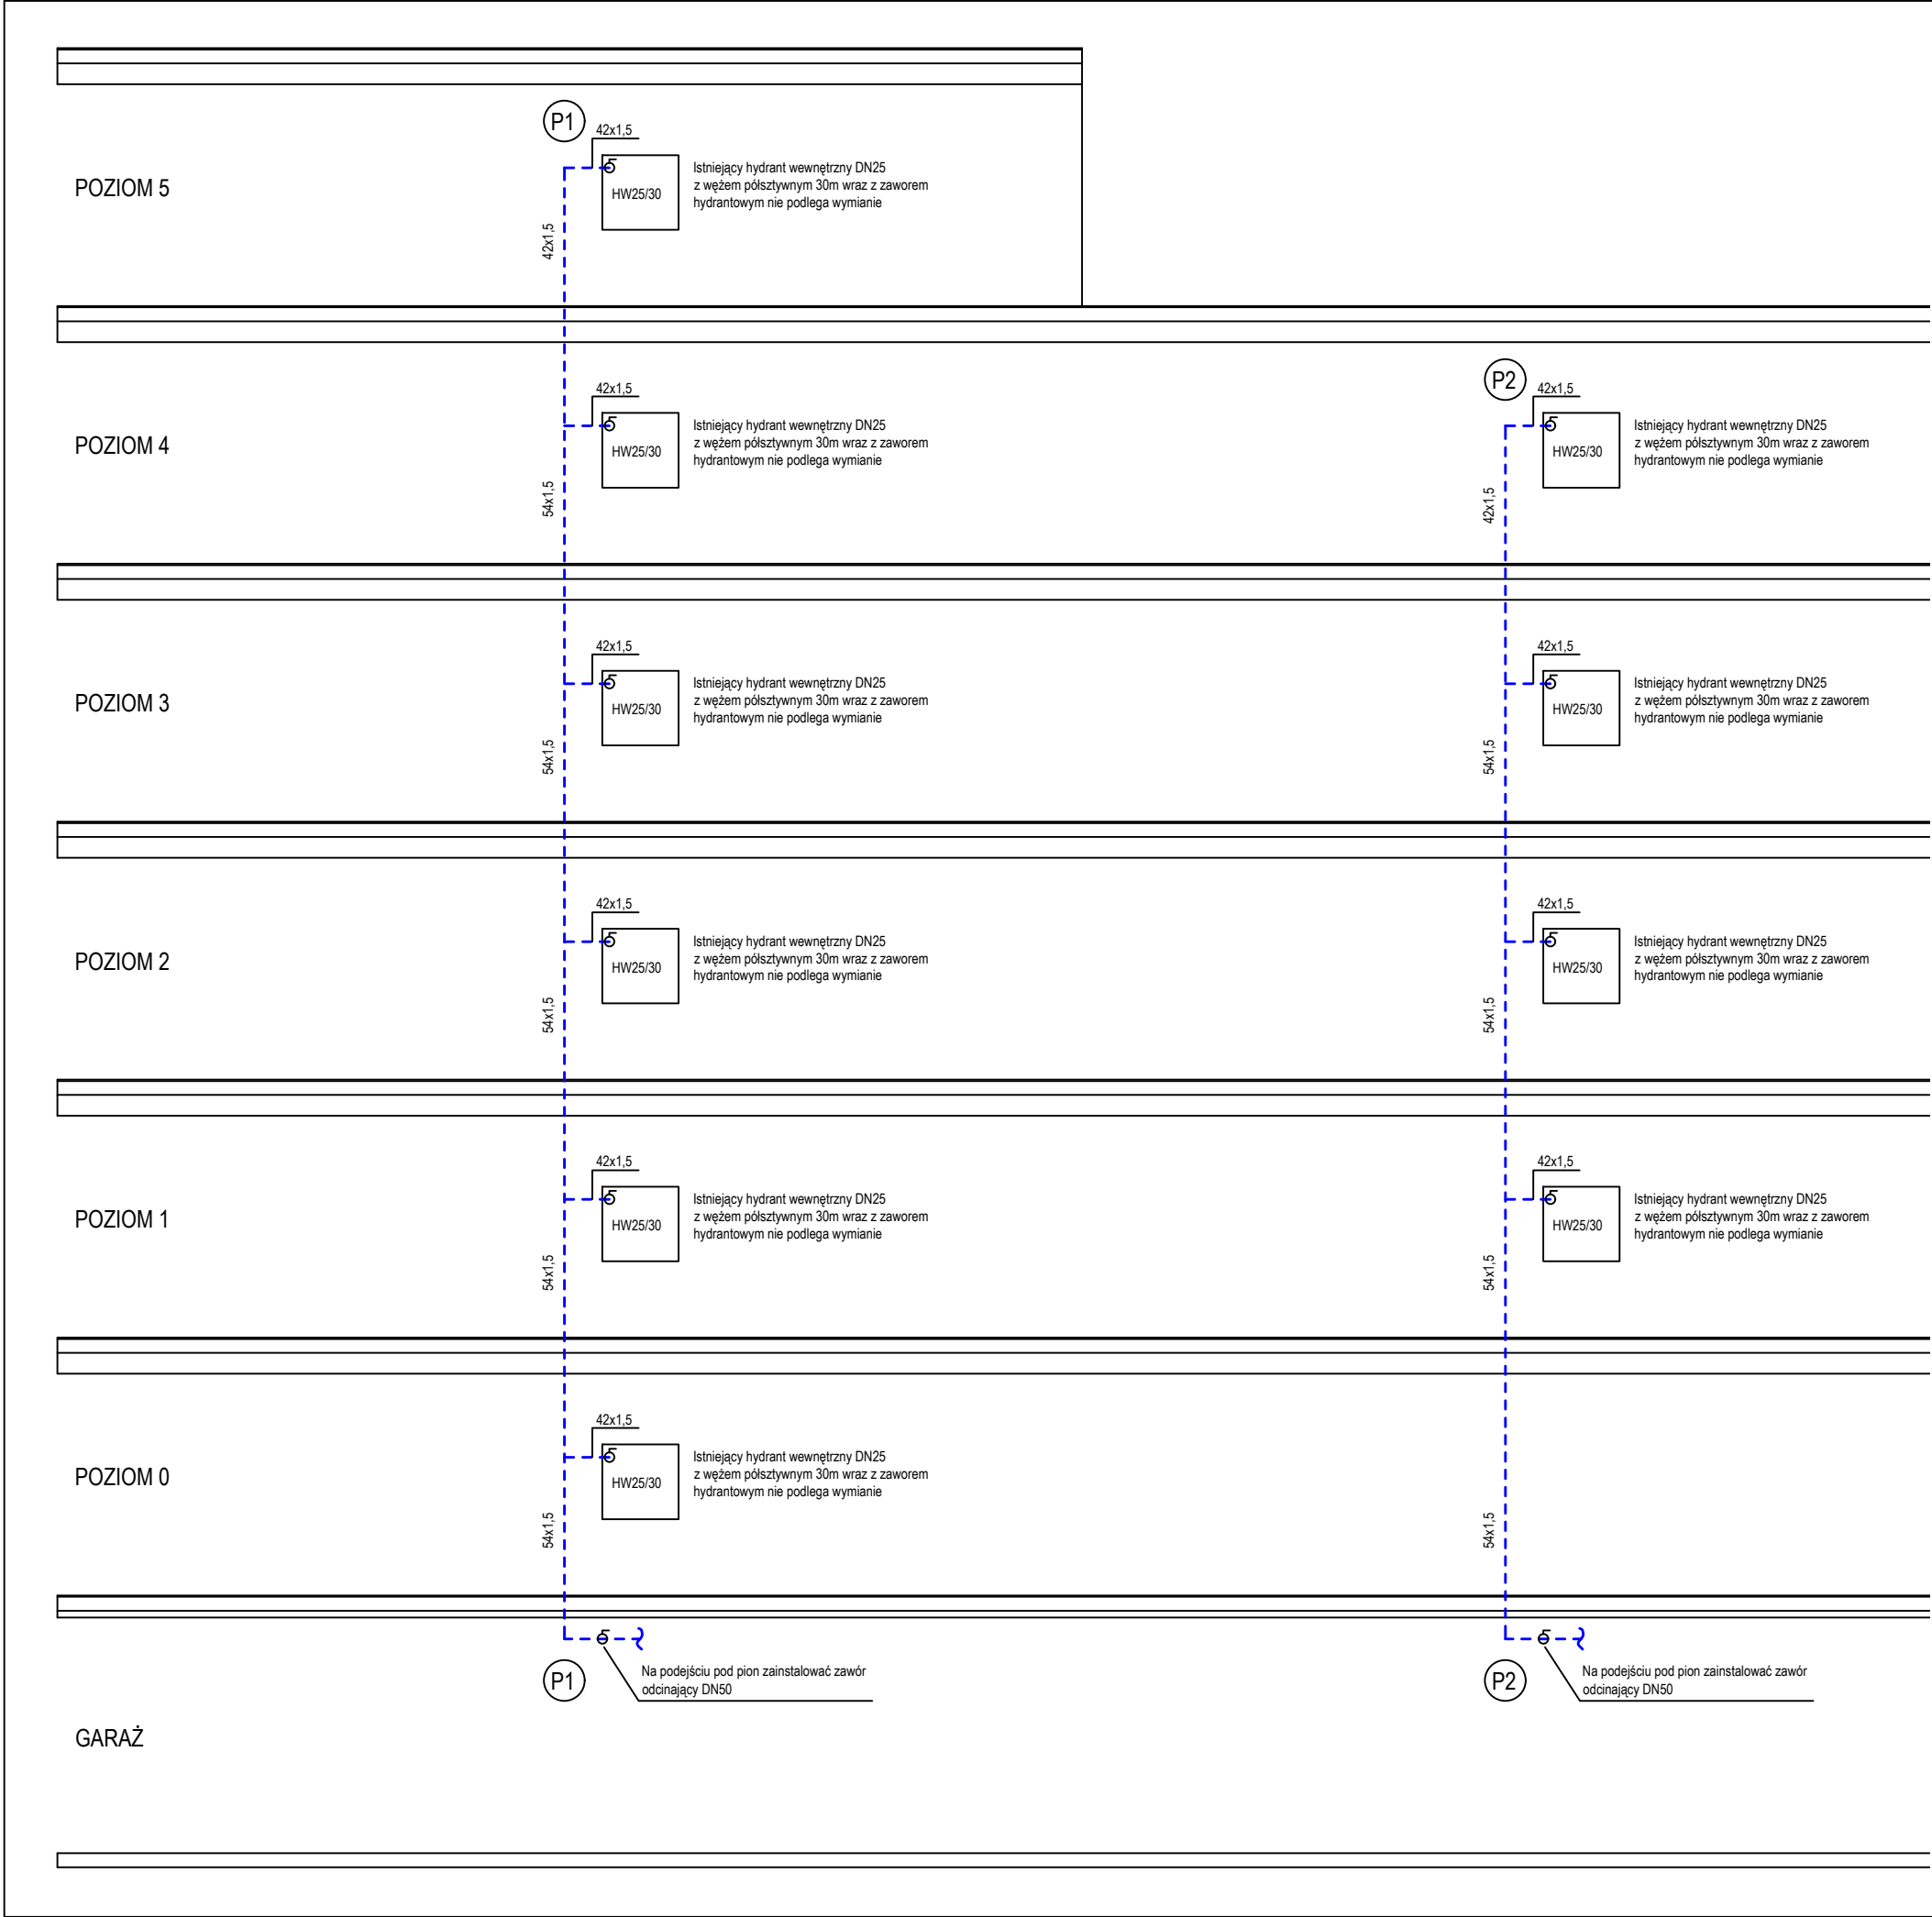 P1
42x1,5
POZIOM 5
HW25/30
Istniejący hydrant wewnętrzny DN25
z wężem półsztywnym 30m wraz z zaworem
hydrantowym nie podlega wymianie
42x1,5
POZIOM 4
42x1,5
HW25/30
Istniejący hydrant wewnętrzny DN25
z wężem półsztywnym 30m wraz z zaworem
hydrantowym nie podlega wymianie
54x1,5
P2
42x1,5
HW25/30
Istniejący hydrant wewnętrzny DN25
z wężem półsztywnym 30m wraz z zaworem
hydrantowym nie podlega wymianie
42x1,5
POZIOM 3
42x1,5
HW25/30
Istniejący hydrant wewnętrzny DN25
z wężem półsztywnym 30m wraz z zaworem
hydrantowym nie podlega wymianie
54x1,5
42x1,5
HW25/30
Istniejący hydrant wewnętrzny DN25
z wężem półsztywnym 30m wraz z zaworem
hydrantowym nie podlega wymianie
54x1,5
POZIOM 2
42x1,5
HW25/30
Istniejący hydrant wewnętrzny DN25
z wężem półsztywnym 30m wraz z zaworem
hydrantowym nie podlega wymianie
54x1,5
42x1,5
HW25/30
Istniejący hydrant wewnętrzny DN25
z wężem półsztywnym 30m wraz z zaworem
hydrantowym nie podlega wymianie
54x1,5
POZIOM 1
42x1,5
HW25/30
Istniejący hydrant wewnętrzny DN25
z wężem półsztywnym 30m wraz z zaworem
hydrantowym nie podlega wymianie
54x1,5
42x1,5
HW25/30
Istniejący hydrant wewnętrzny DN25
z wężem półsztywnym 30m wraz z zaworem
hydrantowym nie podlega wymianie
54x1,5
POZIOM 0
42x1,5
HW25/30
Istniejący hydrant wewnętrzny DN25
z wężem półsztywnym 30m wraz z zaworem
hydrantowym nie podlega wymianie
54x1,5
54x1,5
P1
Na podejściu pod pion zainstalować zawór
odcinający DN50
P2
Na podejściu pod pion zainstalować zawór
odcinający DN50
GARAŻ